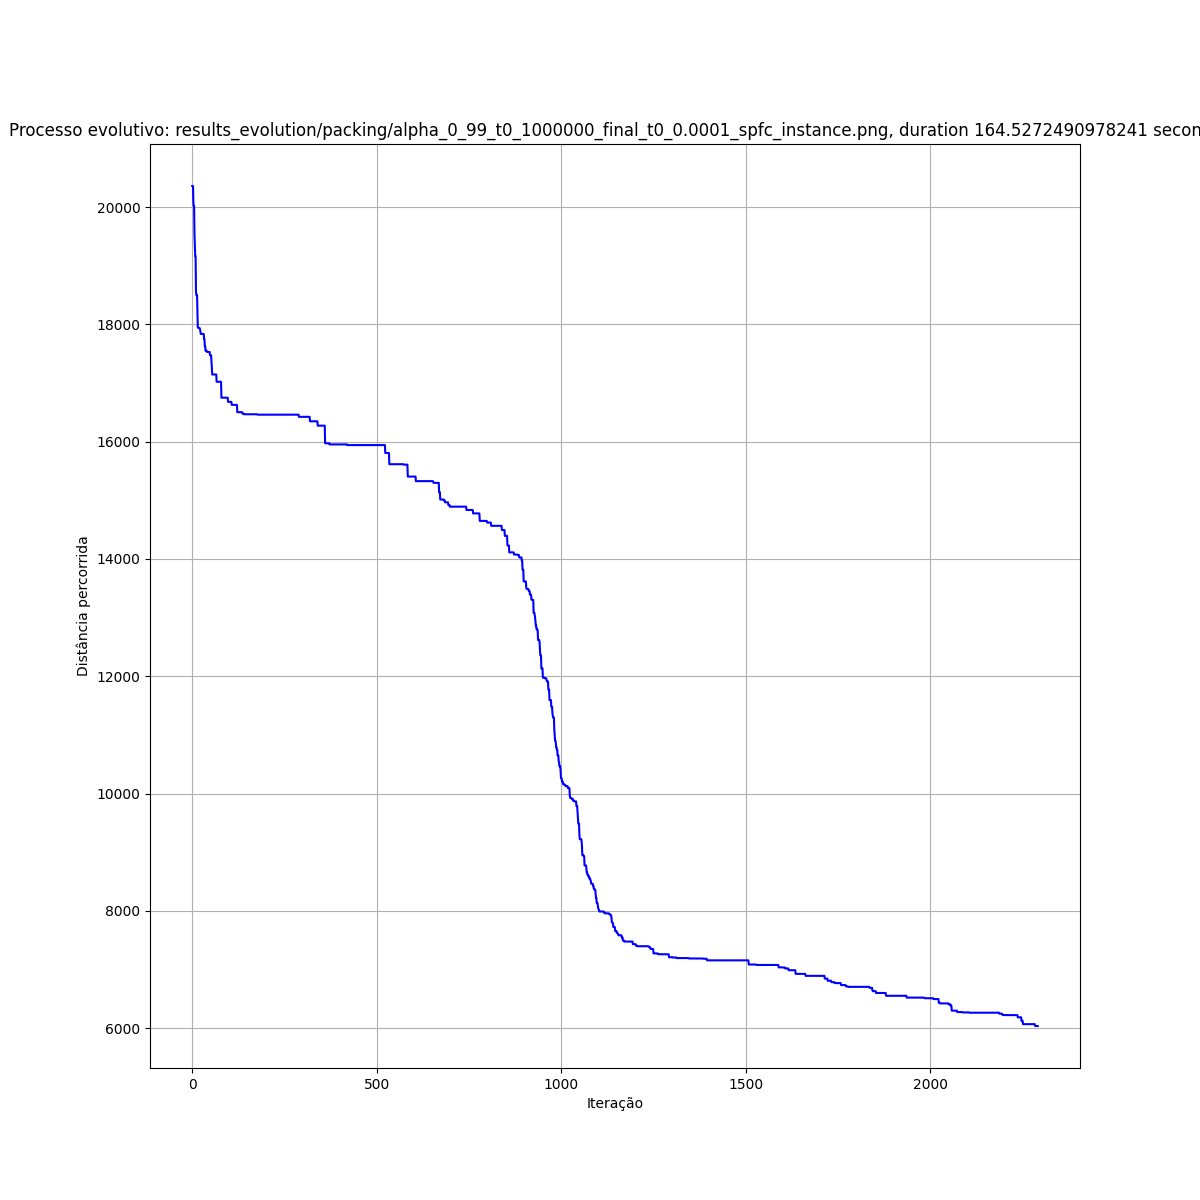 Processo evolutivo: results_evolution/packing/alpha_0_99_t0_1000000_final_t0_0.0001_spfc_instance.png, duration 164.5272490978241 secon
20000
18000
16000
14000
12000
10000
8000
6000
Distância percorrida
0 500 1000 1500 2000
Iteração